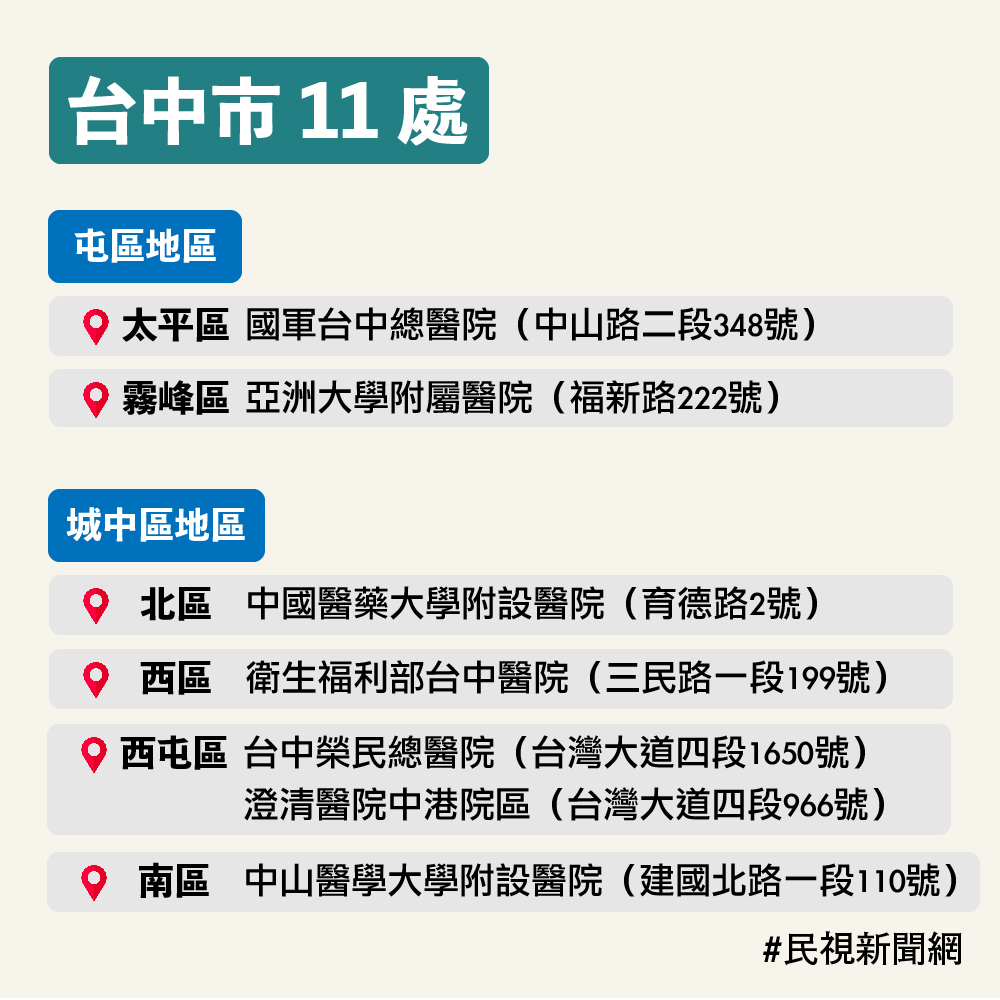 台中市 11 處
屯區地區
太平區 國軍台中總醫院（中山路二段348號）
霧峰區 亞洲大學附屬醫院（福新路222號）
城中區地區
北區 中國醫藥大學附設醫院（育德路2號）
西區 衛生福利部台中醫院（三民路一段199號）
西屯區 台中榮民總醫院（台灣大道四段1650號）
澄清醫院中港院區（台灣大道四段966號）
南區 中山醫學大學附設醫院（建國北路一段110號）
#民視新聞網